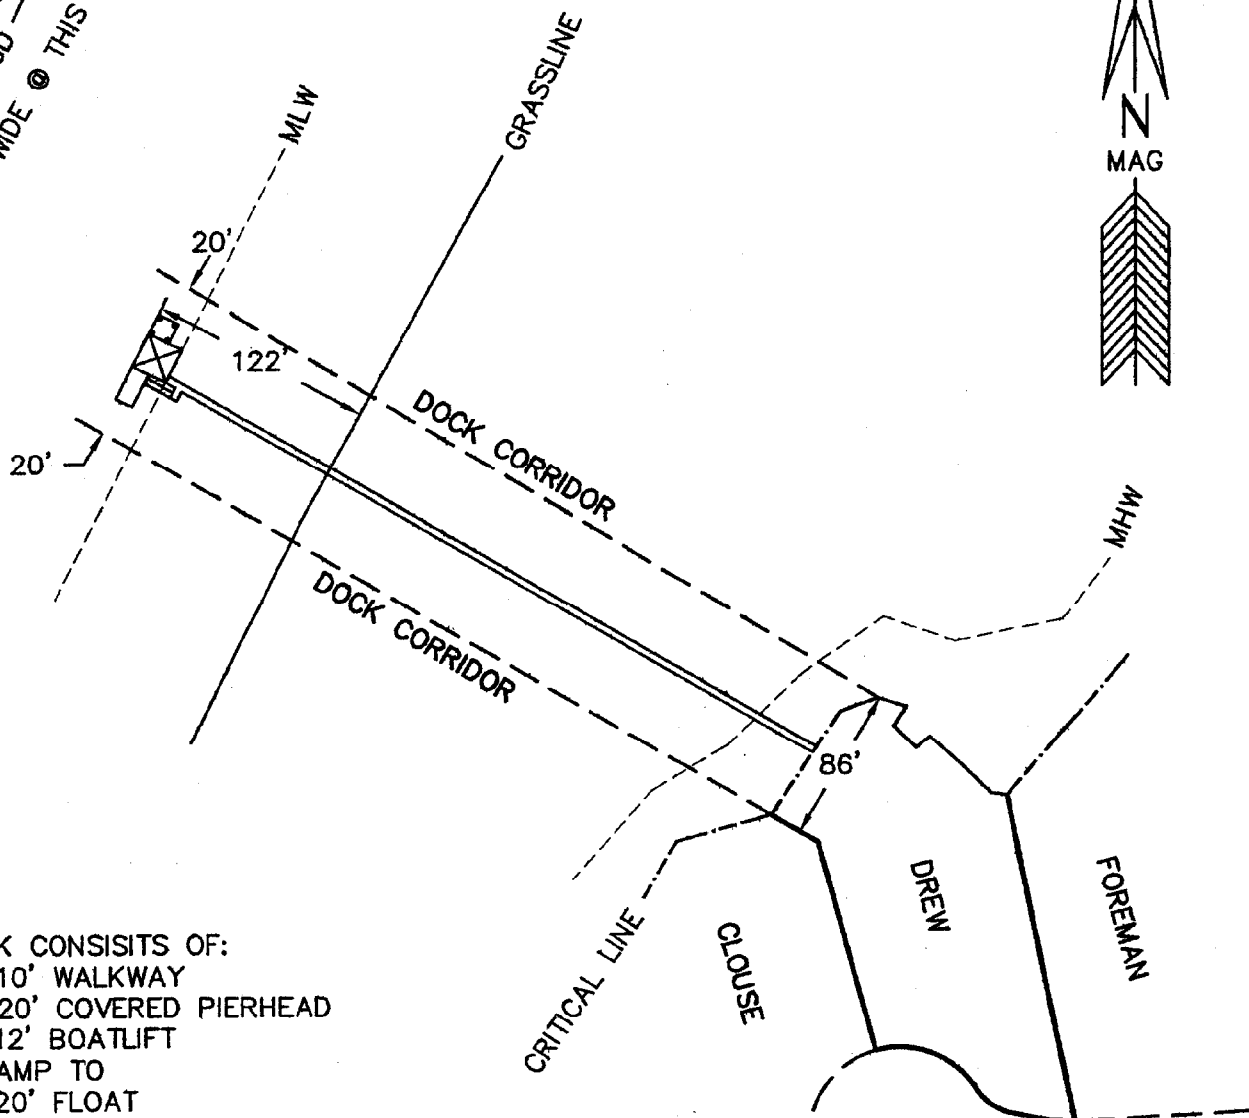 WIDE @ THIS
MLW
GRASSLINE
N
MAG
20'
122'
20'
DOCK CORRIDOR
DOCK CORRIDOR
MHW
86'
DREW
FOREMAN
CLOUSE
CRITICAL LINE
K CONSISITS OF:
10' WALKWAY
20' COVERED PIERHEAD
12' BOATLIFT
AMP TO
20' FLOAT